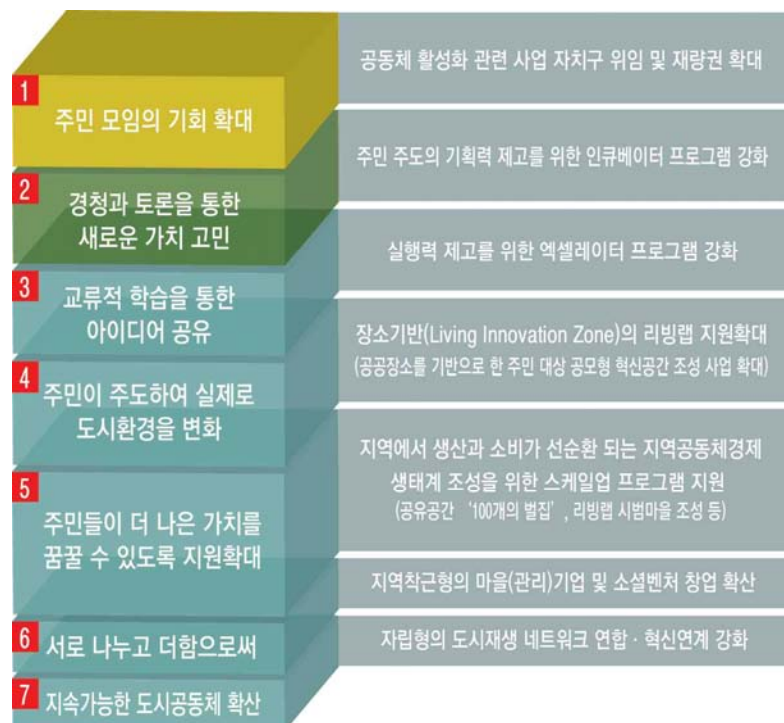 1
주민 모임의 기회 확대
공동체 활성화 관련 사업 자치구 위임 및 재량권 확대
2
경청과 토론을 통한
새로운 가치 고민
주민 주도의 기획력 제고를 위한 인큐베이터 프로그램 강화
3
교류적 학습을 통한
아이디어 공유
실행력 제고를 위한 엑셀레이터 프로그램 강화
4
주민이 주도하여 실제로
도시환경을 변화
장소기반(Living Innovation Zone)의 리빙랩 지원확대
(공공장소를 기반으로 한 주민 대상 공모형 혁신공간 조성 사업 확대)
5
주민들이 더 나은 가치를
꿈꿀 수 있도록 지원확대
지역에서 생산과 소비가 선순환 되는 지역공동체경제
생태계 조성을 위한 스케일업 프로그램 지원
(공유공간 ‘100개의 벌집’, 리빙랩 시범마을 조성 등)
6
서로 나누고 더함으로써
지역착근형의 마을(관리)기업 및 소셜벤처 창업 확산
7
지속가능한 도시공동체 확산
자립형의 도시재생 네트워크 연합·혁신연계 강화